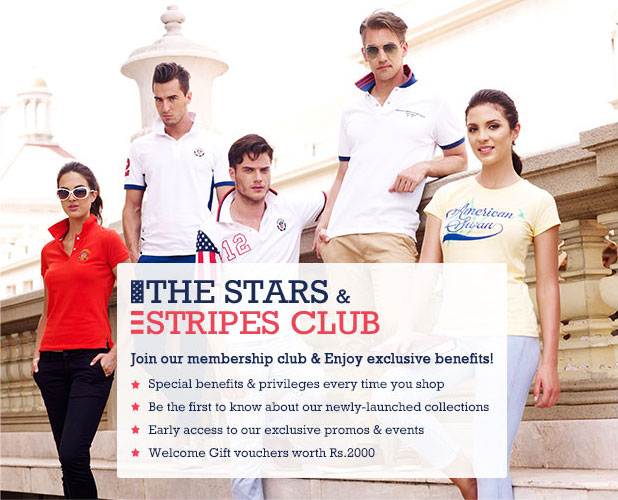 American
Swan
2
12
THE STARS &
STRIPES CLUB
Join our membership club & Enjoy exclusive benefits!
Special benefits & privileges every time you shop
Be the first to know about our newly-launched collections
Early access to our exclusive promos & events
Welcome Gift vouchers worth Rs.2000